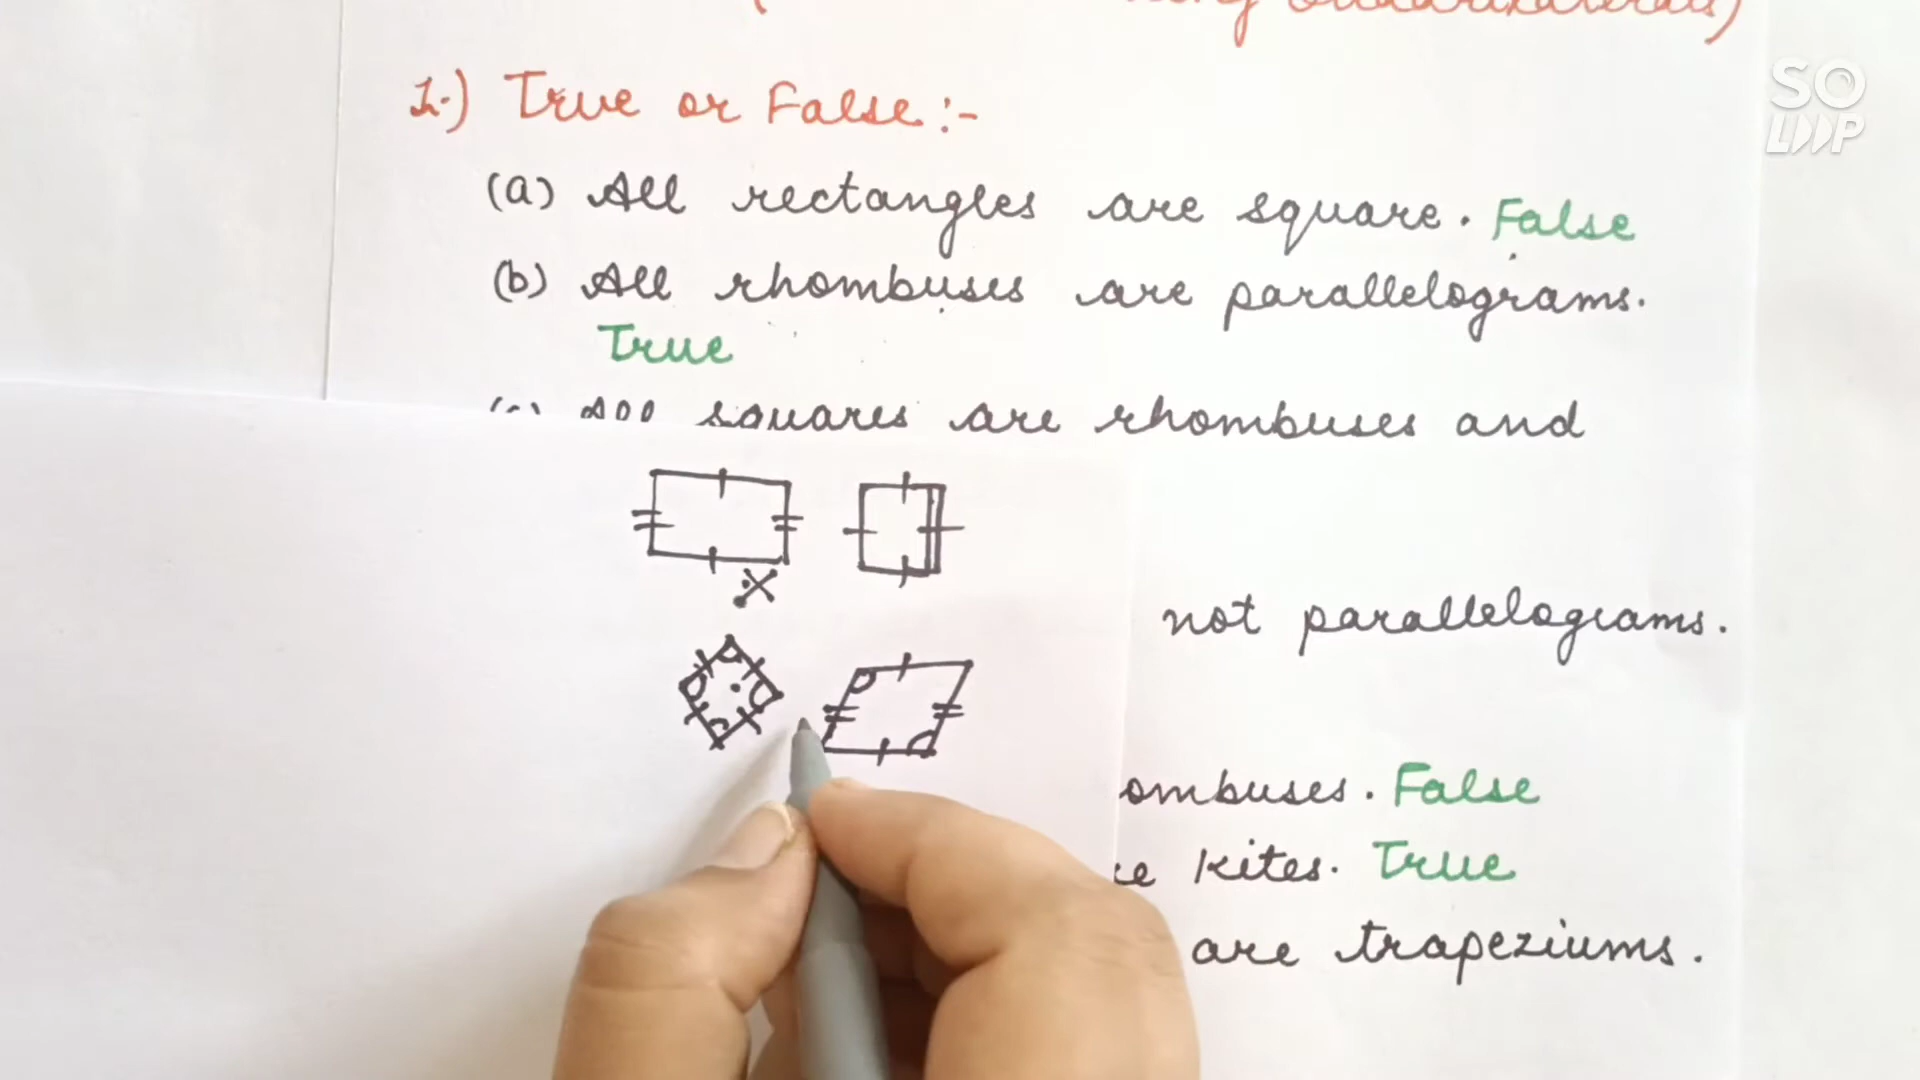 1.) True or False :-
(a) All rectangles are square. False
(b) All rhombuses are parallelograms.
True
squares are rhombuses and
not parallelograms.
ombuses. False
kites. True
are trapeziums.
SO
LOOP